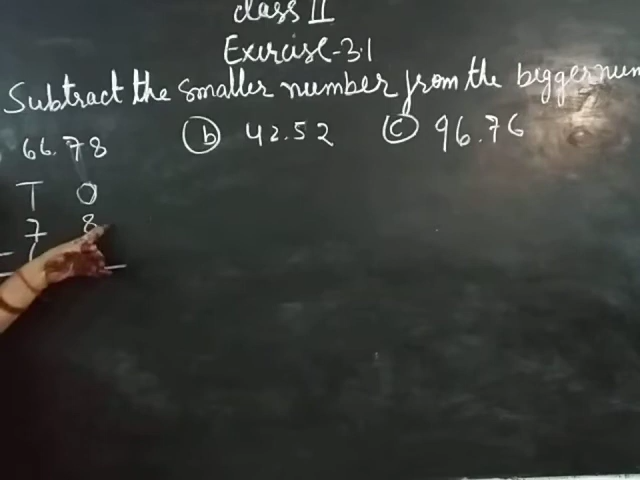 Class II
Exercise-3.1
Subtract the smaller number from the bigger num
66.78 (b) 42.52 (c) 96.76
T O
7 8
-